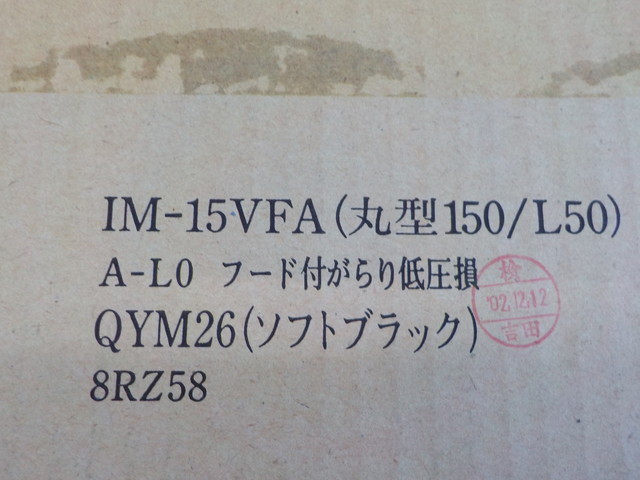 IM-15VFA(丸型150/L50)
A-L0 フード付がらり低圧損
QYM26(ソフトブラック)
8RZ58
検
'02.12.12
吉田